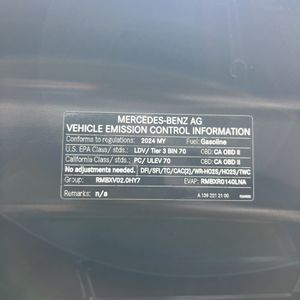 MERCEDES-BENZ AG
VEHICLE EMISSION CONTROL INFORMATION
Conforms to regulations: 2024 MY Fuel: Gasoline
U.S. EPA Class/ stds.: LDV/ Tier 3 BIN 70 OBD: CA OBD II
California Class/ stds.: PC/ ULEV 70 OBD: CA OBD II
No adjustments needed. DFI/SFI/TC/CAC(2)/WR-HO2S/HO2S/TWC
Group: RMBXV02.0HY7 EVAP: RMBXR0140LNA
Remarks: n/a A 139 221 21 00